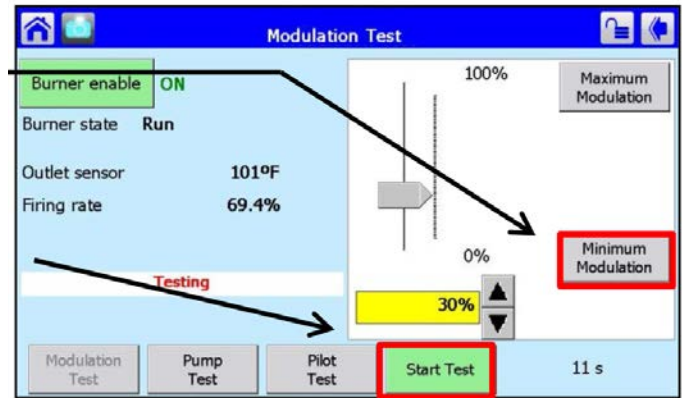 Modulation Test
Burner enable ON
Burner state Run
Outlet sensor 101ºF
Firing rate 69.4%
Testing
100%
Maximum
Modulation
0%
Minimum
Modulation
30%
Modulation
Test
Pump
Test
Pilot
Test
Start Test
11 s